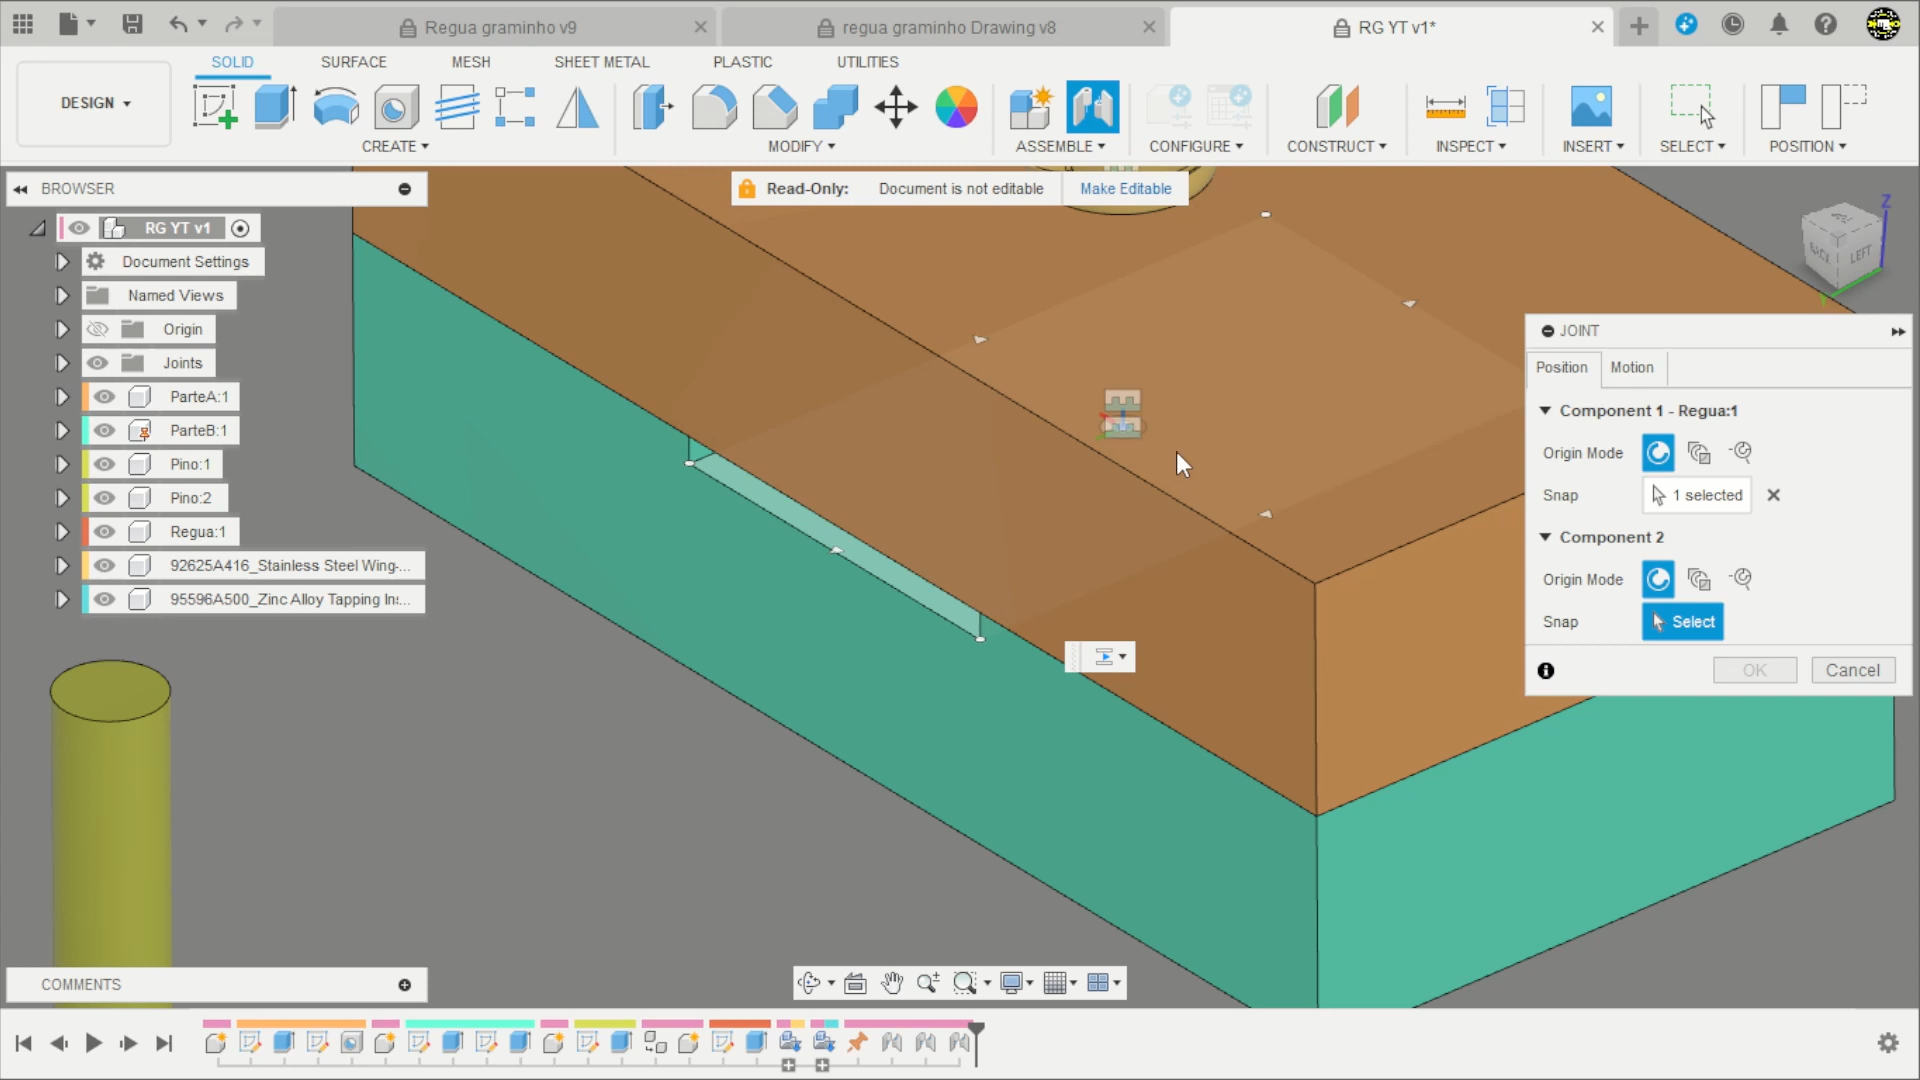 Regua graminho v9
regua graminho Drawing v8
RG YT v1*
DESIGN
SOLID
SURFACE
MESH
SHEET METAL
PLASTIC
UTILITIES
CREATE
MODIFY
ASSEMBLE
CONFIGURE
CONSTRUCT
INSPECT
INSERT
SELECT
POSITION
BROWSER
Read-Only: Document is not editable Make Editable
RG YT v1
Document Settings
Named Views
Origin
Joints
ParteA:1
ParteB:1
Pino:1
Pino:2
Regua:1
92625A416_Stainless Steel Wing-...
95596A500_Zinc Alloy Tapping Ins...
Z
LEFT
JOINT
Position Motion
Component 1 - Regua:1
Origin Mode
Snap 1 selected
Component 2
Origin Mode
Snap Select
OK Cancel
COMMENTS